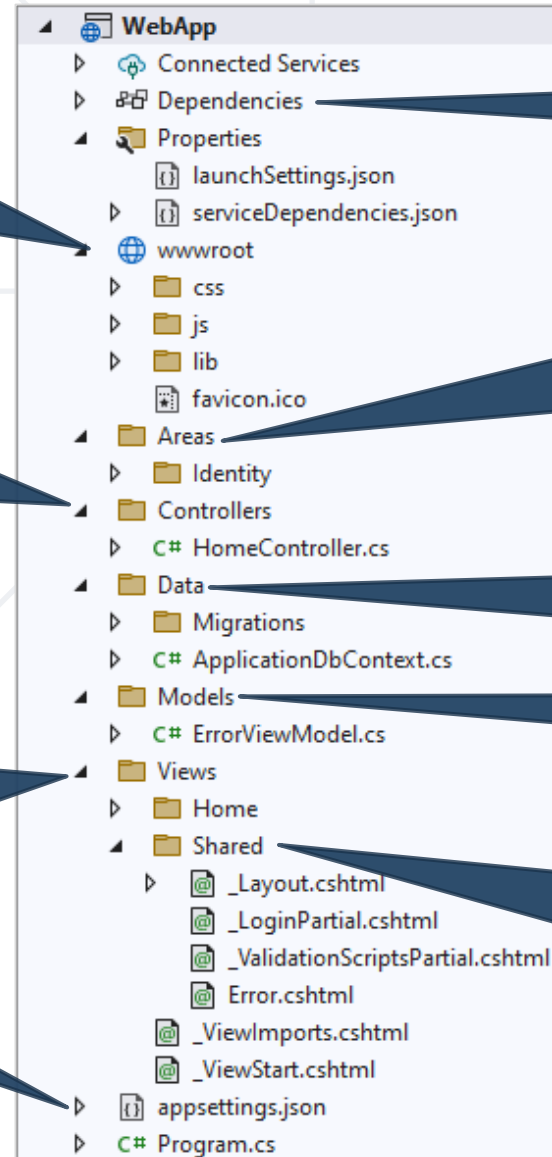 WebApp
Connected Services
Dependencies
Properties
launchSettings.json
serviceDependencies.json
wwwroot
css
js
lib
favicon.ico
Areas
Identity
Controllers
C# HomeController.cs
Data
Migrations
C# ApplicationDbContext.cs
Models
C# ErrorViewModel.cs
Views
Home
Shared
_Layout.cshtml
_LoginPartial.cshtml
_ValidationScriptsPartial.cshtml
Error.cshtml
_ViewImports.cshtml
_ViewStart.cshtml
appsettings.json
C# Program.cs